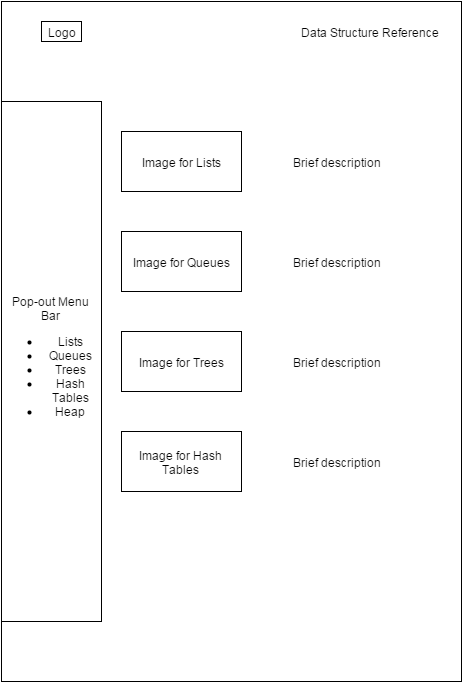 Logo
Data Structure Reference
Pop-out Menu
Bar
Lists
Queues
Trees
Hash
Tables
Heap
Image for Lists
Brief description
Image for Queues
Brief description
Image for Trees
Brief description
Image for Hash
Tables
Brief description